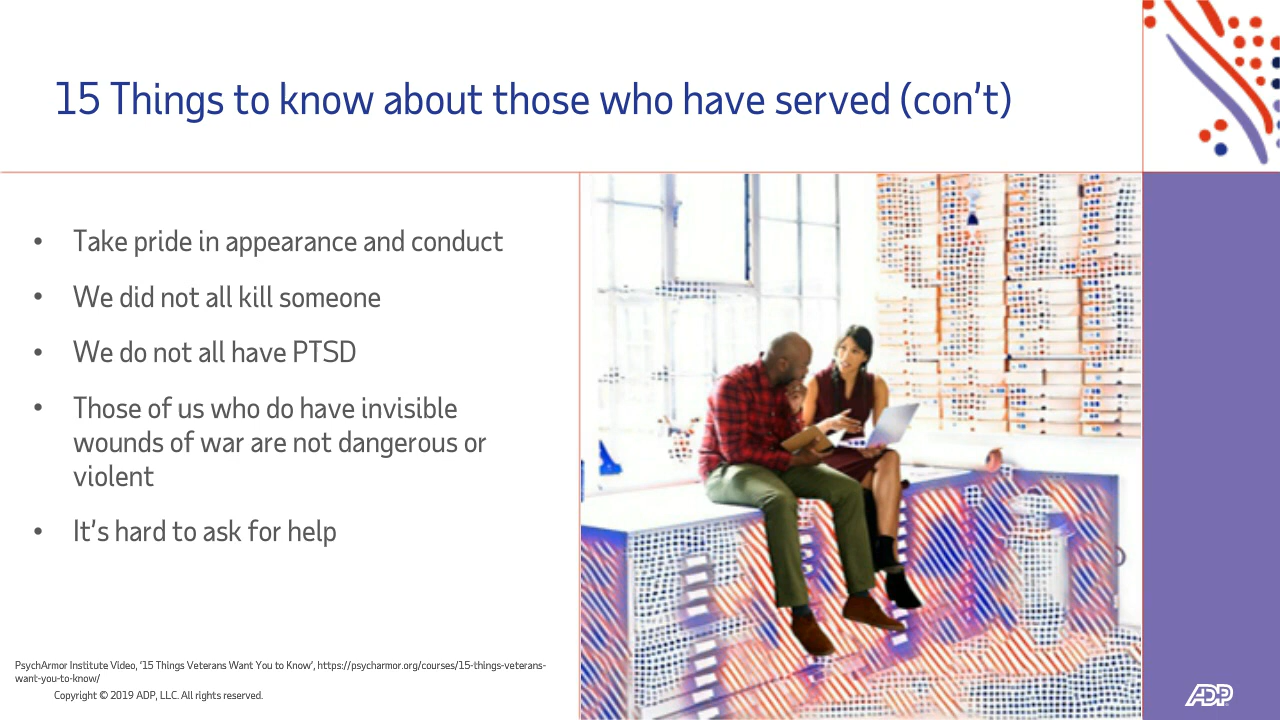 15 Things to know about those who have served (con't)
• Take pride in appearance and conduct
• We did not all kill someone
• We do not all have PTSD
• Those of us who do have invisible
wounds of war are not dangerous or
violent
• It's hard to ask for help
PsychArmor Institute Video, '15 Things Veterans Want You to Know', https://psycharmor.org/courses/15-things-veterans-
want-you-to-know/
Copyright © 2019 ADP, LLC. All rights reserved.
ADP